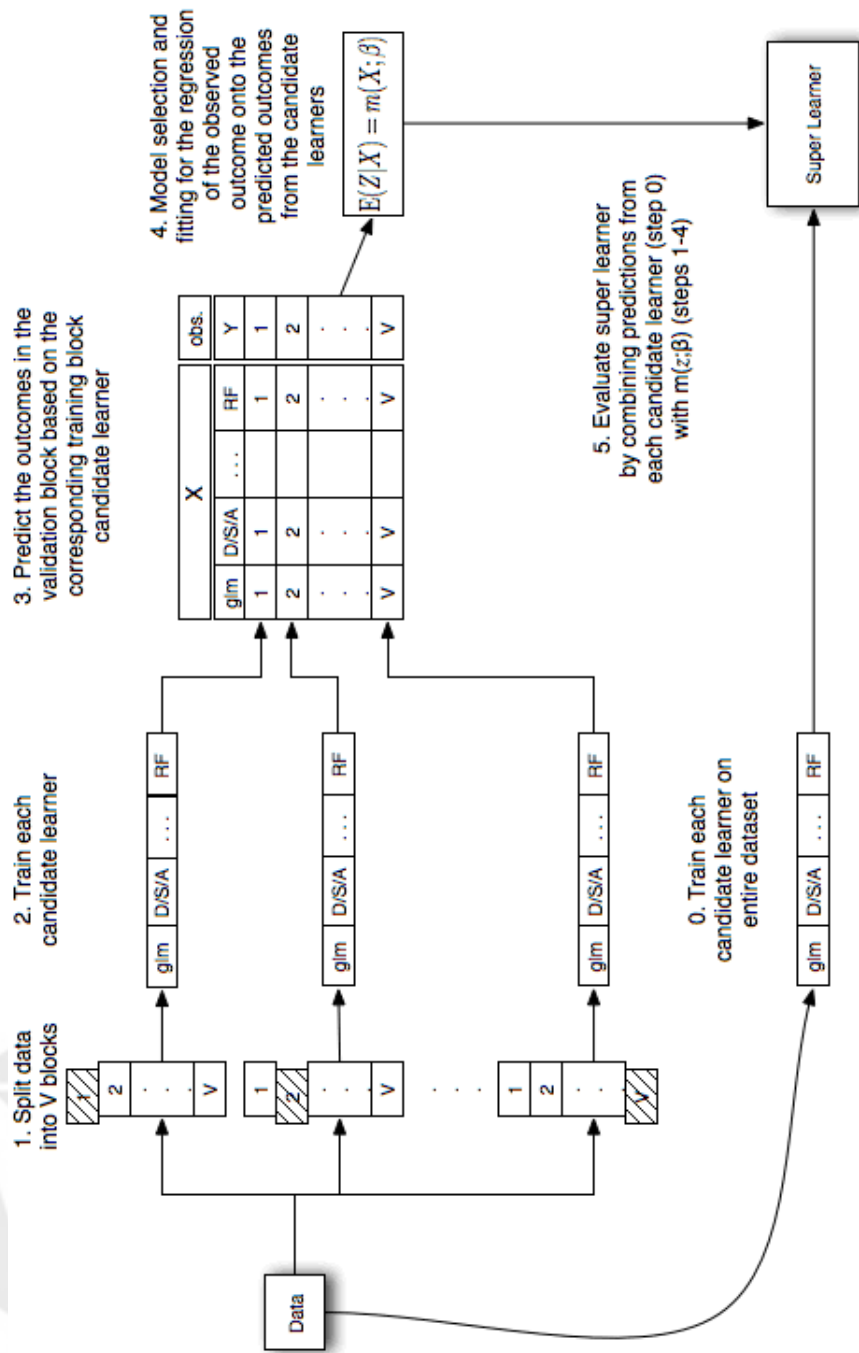 1. Split data
into V blocks
2. Train each
candidate learner
3. Predict the outcomes in the
validation block based on the
corresponding training block
candidate learner
4. Model selection and
fitting for the regression
of the observed
outcome onto the
predicted outcomes
from the candidate
learners
Data
1
2
.
.
.
V
glm D/S/A ... RF
1
2
.
.
.
V
glm D/S/A ... RF
.
.
.
1
2
.
.
.
V
glm D/S/A ... RF
X obs.
glm D/S/A ... RF Y
1 1 1 1
2 2 2 2
. . . .
. . . .
. . . .
V V V V
E(Z|X) = m(X; β)
5. Evaluate super learner
by combining predictions from
each candidate learner (step 0)
with m(z;β) (steps 1-4)
0. Train each
candidate learner on
entire dataset
glm D/S/A ... RF
Super Learner